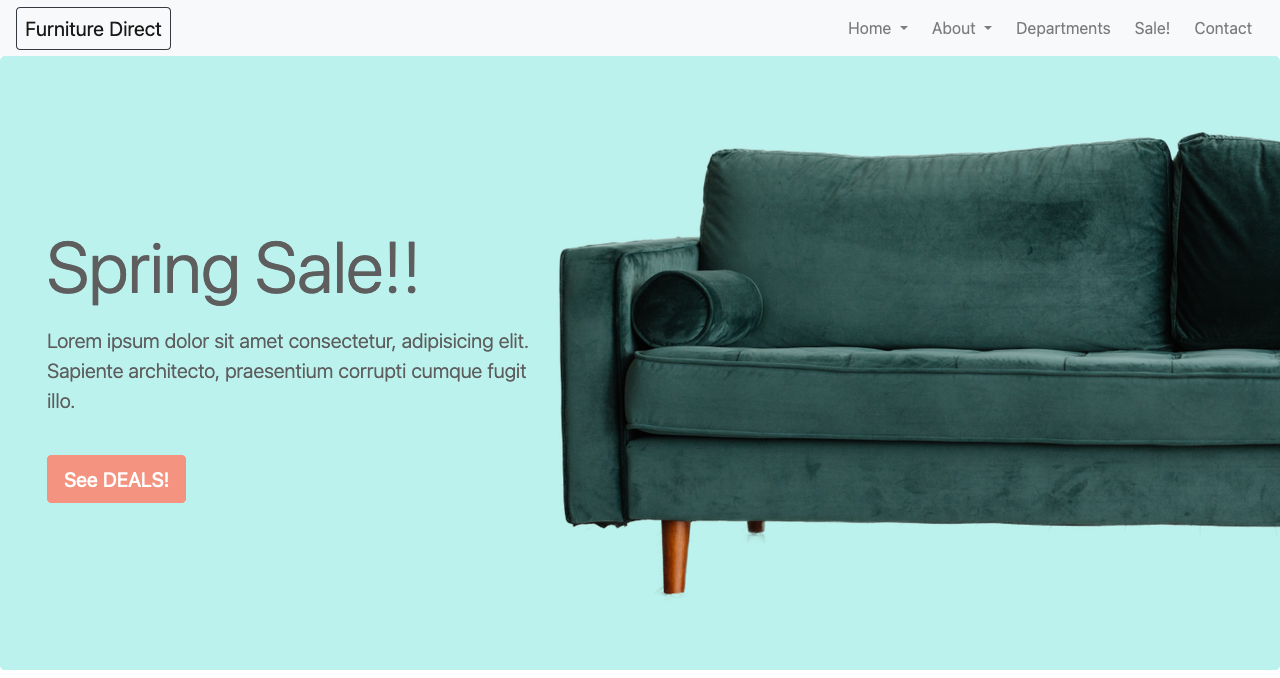 Furniture Direct
Home
About
Departments
Sale!
Contact
Spring Sale!!
Lorem ipsum dolor sit amet consectetur, adipisicing elit.
Sapiente architecto, praesentium corrupti cumque fugit
illo.
See DEALS!